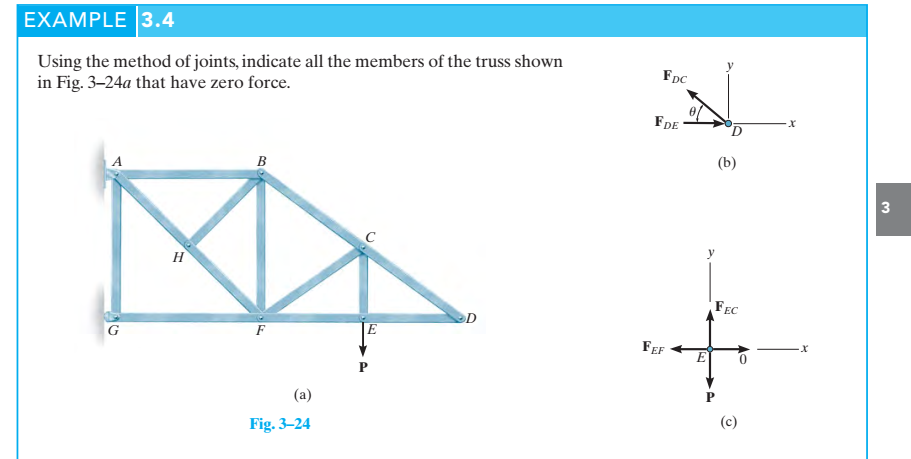 EXAMPLE 3.4
Using the method of joints, indicate all the members of the truss shown
in Fig. 3–24a that have zero force.
F_DC
y
θ
F_DE
D
x
(b)
3
A
B
C
H
G
F
E
D
P
(a)
Fig. 3–24
y
F_EC
F_EF
E
0
x
P
(c)